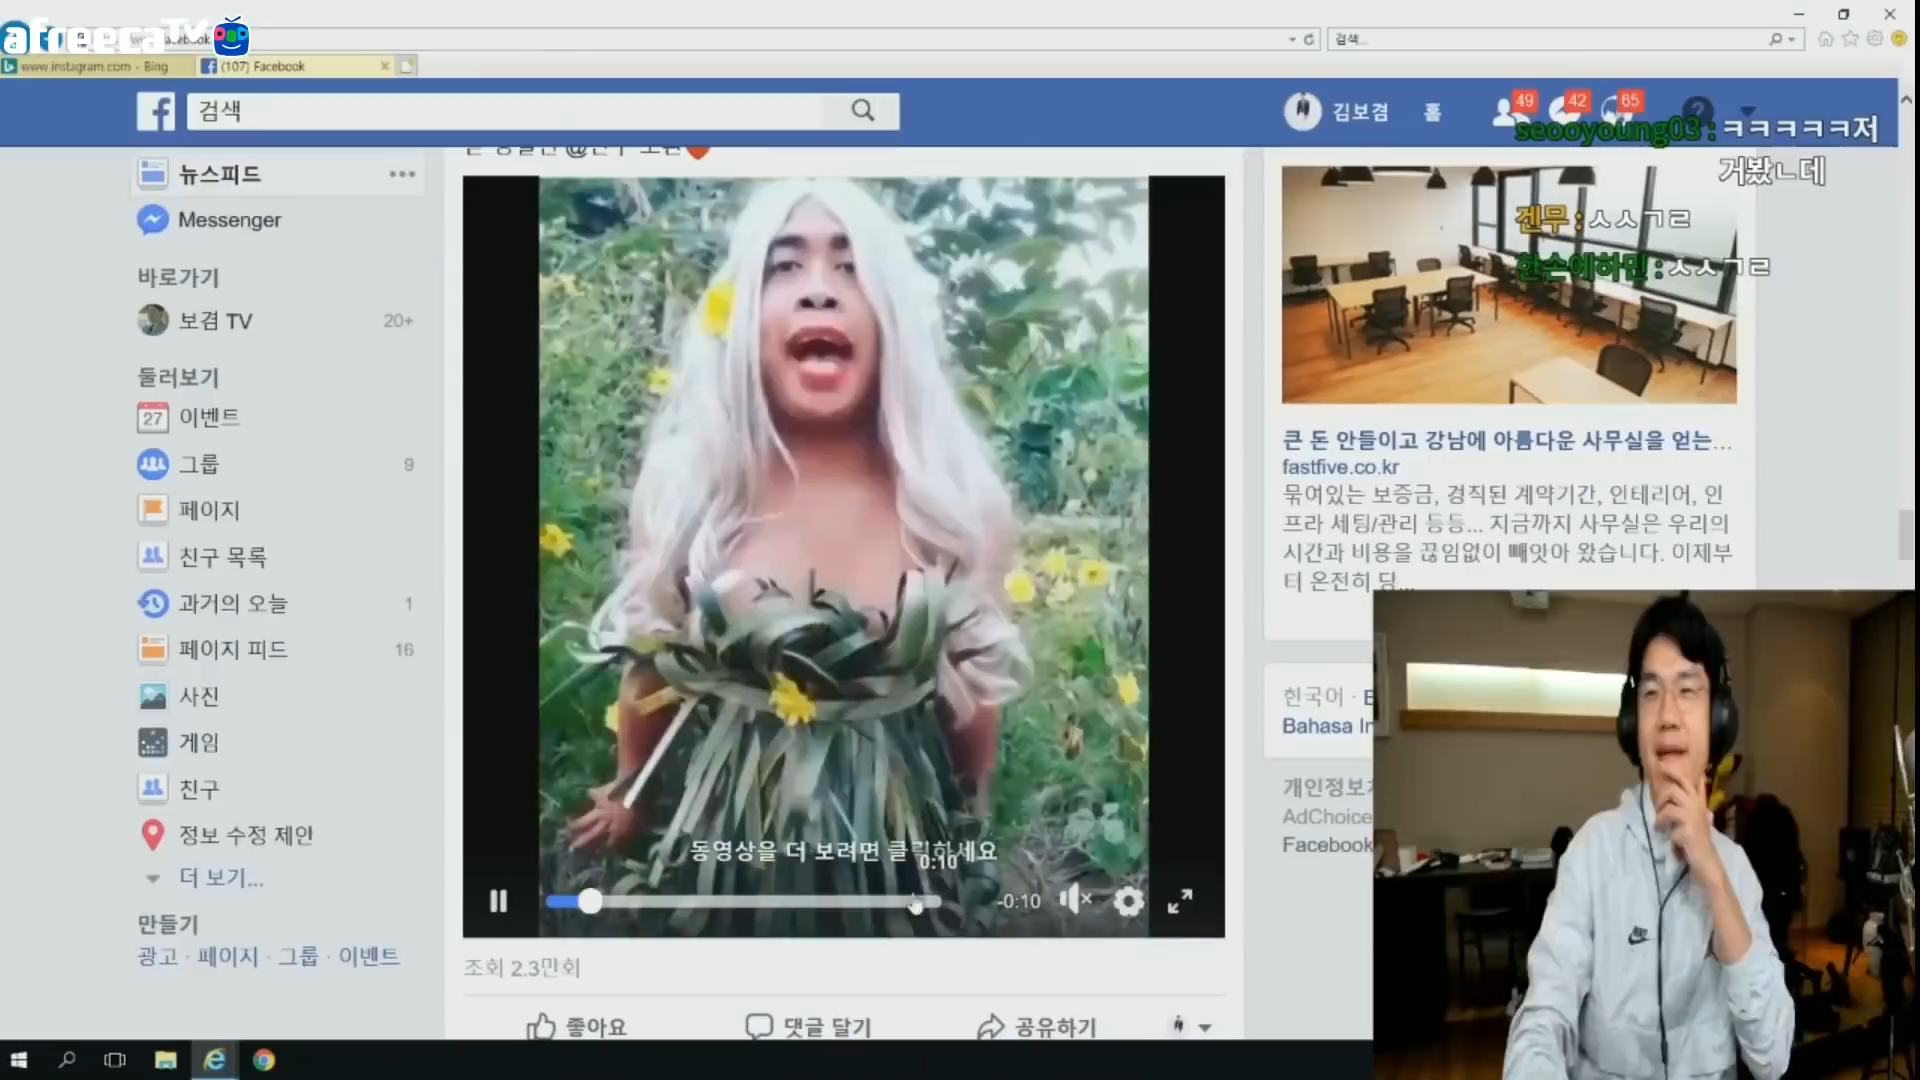 afreecaTV
검색...
www.instagram.com - Bing
(107) Facebook
검색
김보겸
홈
49
42
65
seooyoung03 : ㅋㅋㅋㅋㅋ저
거봤ㄴ데
겐무 : ㅅㅅㄱㄹ
한손에하민 : ㅅㅅㄱㄹ
뉴스피드
Messenger
바로가기
보겸 TV
20+
둘러보기
27
이벤트
그룹
9
페이지
친구 목록
과거의 오늘
1
페이지 피드
16
사진
게임
친구
정보 수정 제안
더 보기...
만들기
광고 · 페이지 · 그룹 · 이벤트
동영상을 더 보려면 클릭하세요
0:10
-0:10
조회 2.3만회
좋아요
댓글 달기
공유하기
큰 돈 안들이고 강남에 아름다운 사무실을 얻는...
fastfive.co.kr
묶여있는 보증금, 경직된 계약기간, 인테리어, 인
프라 세팅/관리 등등... 지금까지 사무실은 우리의
시간과 비용을 끊임없이 빼앗아 왔습니다. 이제부
터 온전히 딩...
한국어 ·
Bahasa
개인정보
AdChoice
Facebook